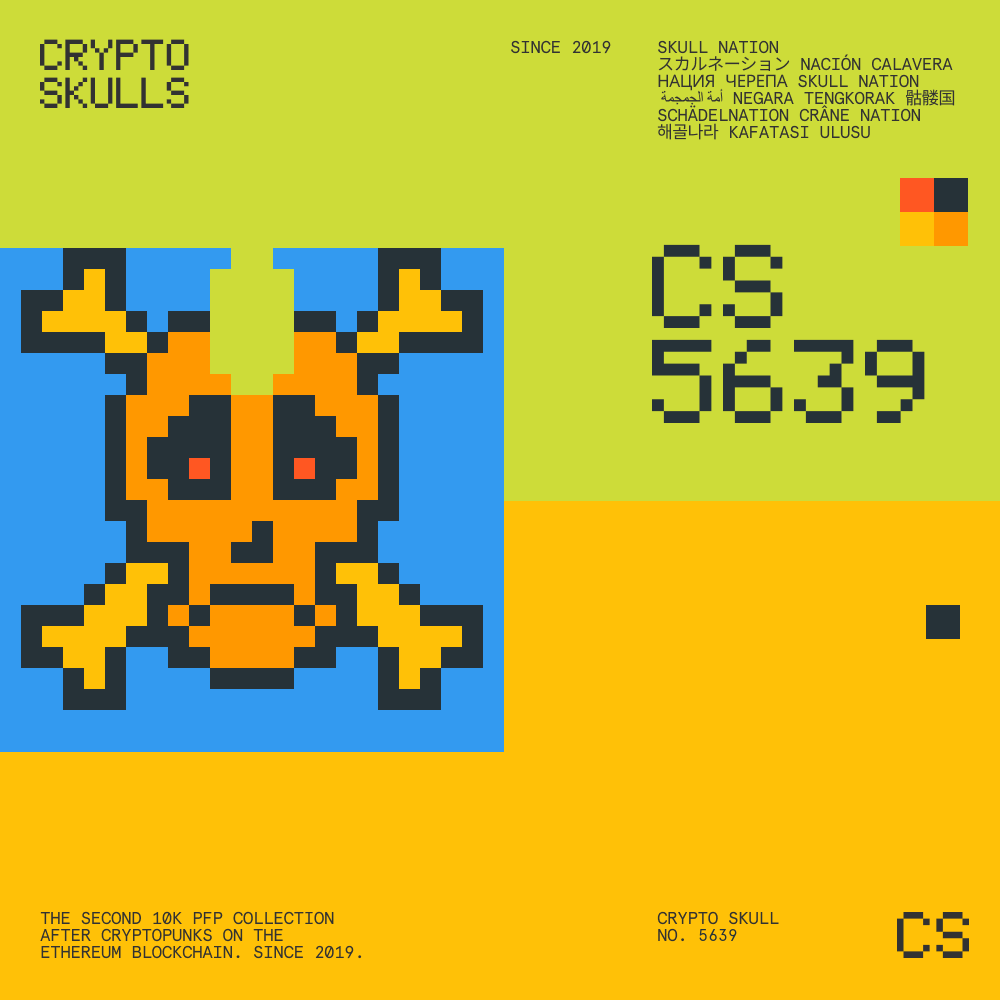 CRYPTO
SKULLS
SINCE 2019
SKULL NATION
スカルネーション NACIÓN CALAVERA
НАЦИЯ ЧЕРЕПА SKULL NATION
أمة الجمجمة NEGARA TENGKORAK 骷髅国
SCHÄDELNATION CRÂNE NATION
해골나라 KAFATASI ULUSU
CS
5639
THE SECOND 10K PFP COLLECTION
AFTER CRYPTOPUNKS ON THE
ETHEREUM BLOCKCHAIN. SINCE 2019.
CRYPTO SKULL
NO. 5639
CS